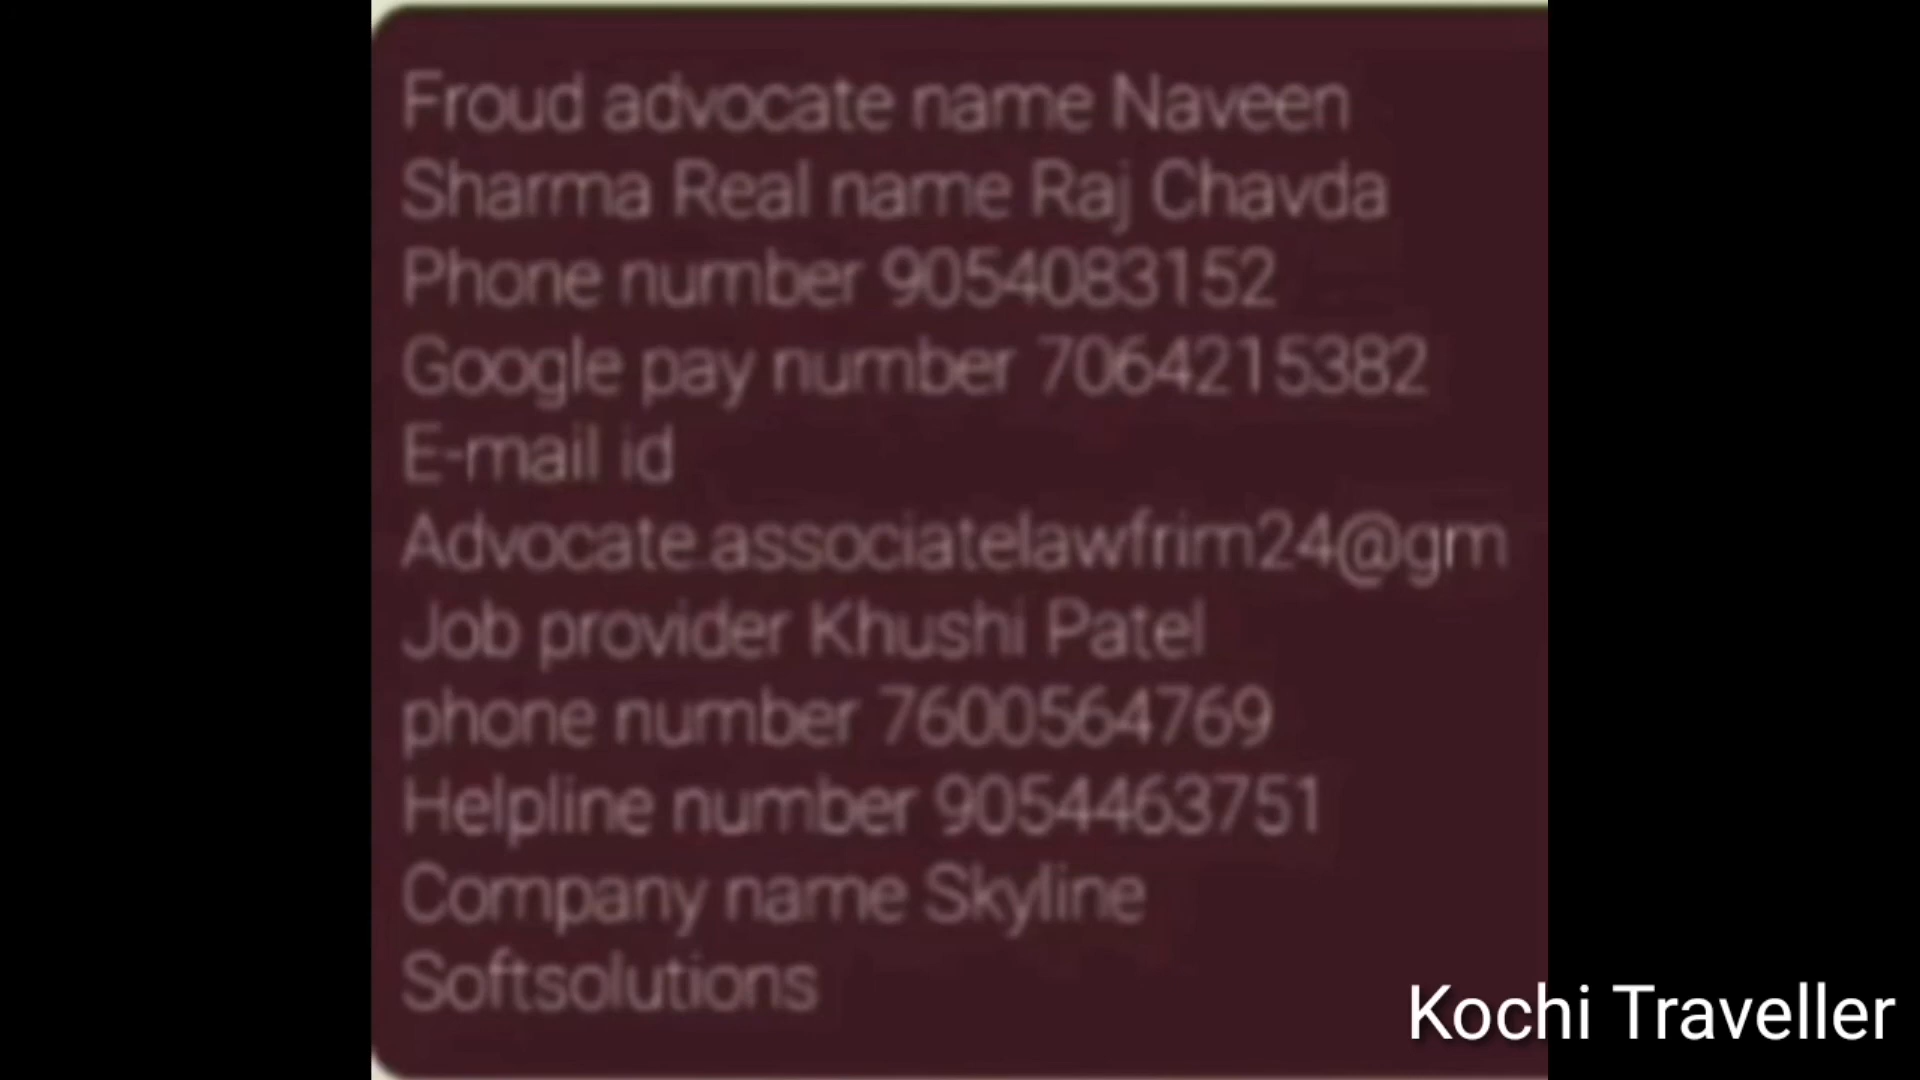 Froud advocate name Naveen
Sharma Real name Raj Chavda
Phone number 9054083152
Google pay number 7064215382
E-mail id
Advocate.associatelawfrim24@gm
Job provider Khushi Patel
phone number 7600564769
Helpline number 9054463751
Company name Skyline
Softsolutions
Kochi Traveller